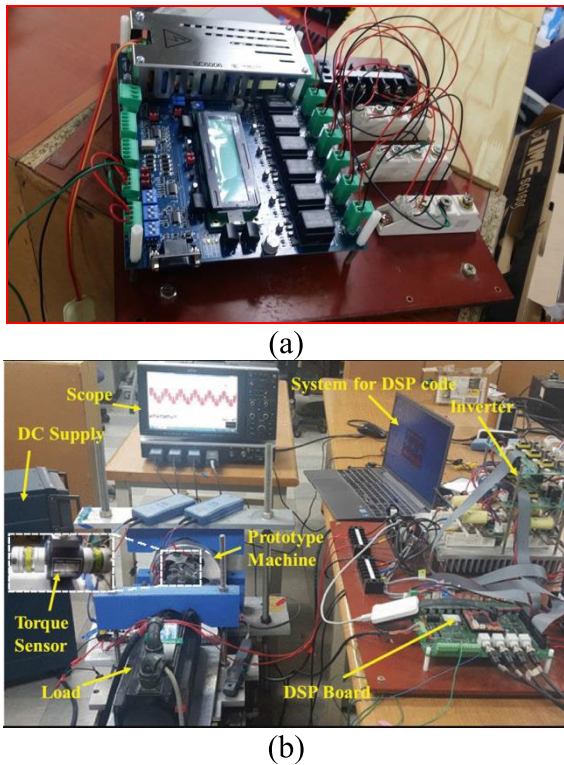 (a)
Scope
System for DSP code
Inverter
DC Supply
Prototype
Machine
Torque
Sensor
Load
DSP Board
(b)